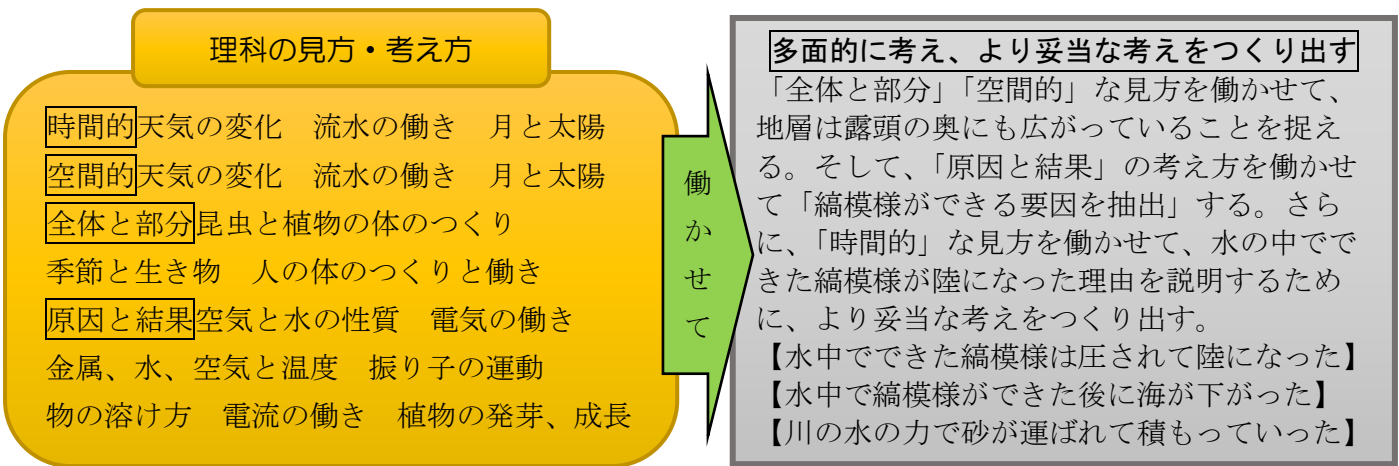 理科の見方・考え方
時間的天気の変化　流水の働き　月と太陽
空間的天気の変化　流水の働き　月と太陽
全体と部分昆虫と植物の体のつくり
季節と生き物　人の体のつくりと働き
原因と結果空気と水の性質　電気の働き
金属、水、空気と温度　振り子の運動
物の溶け方　電流の働き　植物の発芽、成長
働かせて
多面的に考え、より妥当な考えをつくり出す
「全体と部分」「空間的」な見方を働かせて、
地層は露頭の奥にも広がっていることを捉え
る。そして、「原因と結果」の考え方を働かせ
て「縞模様ができる要因を抽出」する。さら
に、「時間的」な見方を働かせて、水の中でで
きた縞模様が陸になった理由を説明するため
に、より妥当な考えをつくり出す。
【水中でできた縞模様は圧されて陸になった】
【水中で縞模様ができた後に海が下がった】
【川の水の力で砂が運ばれて積もっていった】